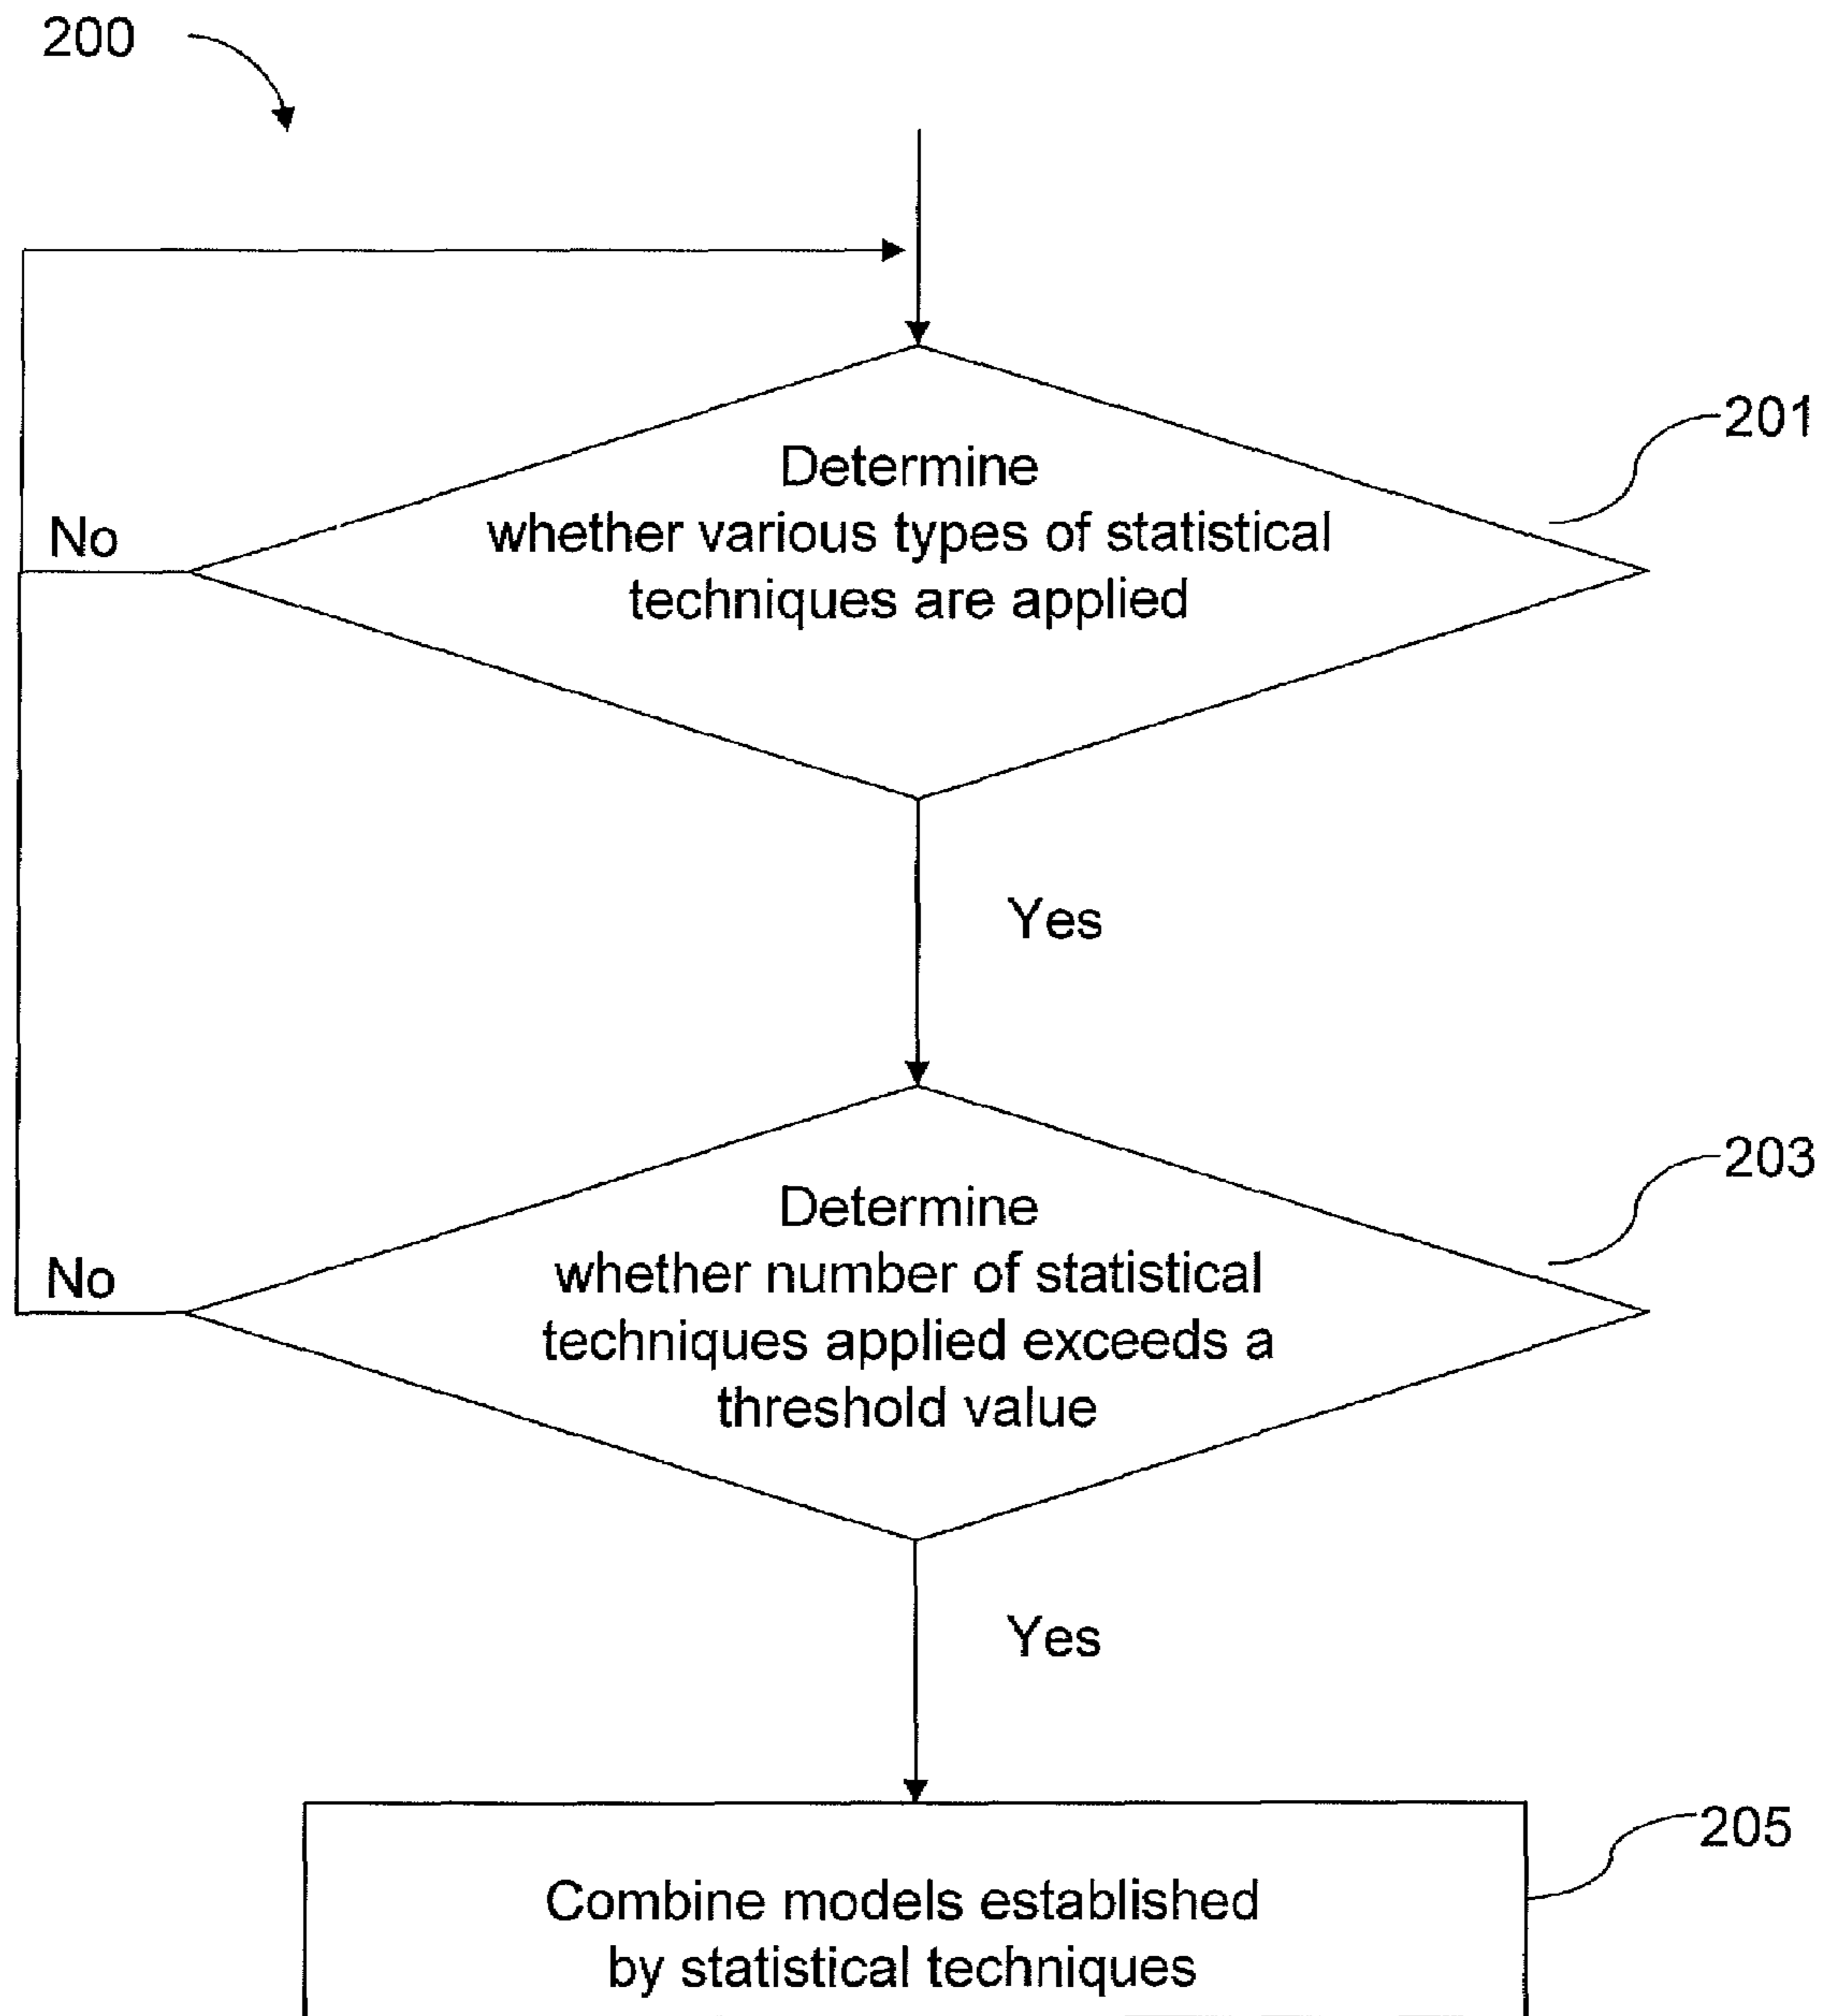 200
201
Determine
whether various types of statistical
techniques are applied
No
Yes
203
Determine
whether number of statistical
techniques applied exceeds a
threshold value
No
Yes
205
Combine models established
by statistical techniques